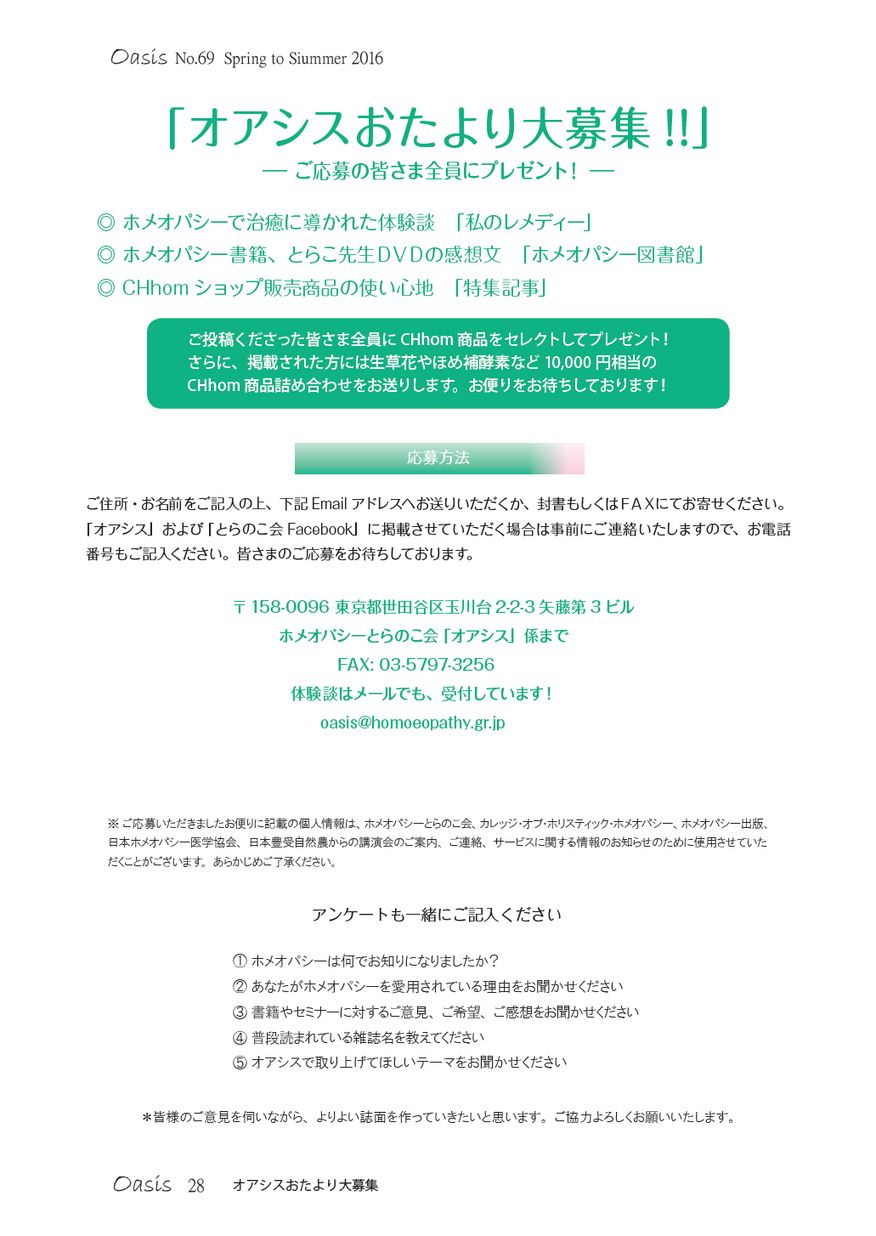 Oasis No.69 Spring to Siummer 2016
「オアシスおたより大募集!!」
― ご応募の皆さま全員にプレゼント! ―
◎ ホメオパシーで治癒に導かれた体験談 「私のレメディー」
◎ ホメオパシー書籍、とらこ先生DVDの感想文 「ホメオパシー図書館」
◎ CHhom ショップ販売商品の使い心地 「特集記事」
ご投稿くださった皆さま全員に CHhom 商品をセレクトしてプレゼント!
さらに、掲載された方には生草花やほめ補酵素など 10,000 円相当の
CHhom 商品詰め合わせをお送りします。お便りをお待ちしております!
応募方法
ご住所・お名前をご記入の上、下記 Email アドレスへお送りいただくか、封書もしくはFAXにてお寄せください。
「オアシス」および「とらのこ会 Facebook」に掲載させていただく場合は事前にご連絡いたしますので、お電話
番号もご記入ください。皆さまのご応募をお待ちしております。
〒 158-0096 東京都世田谷区玉川台 2-2-3 矢藤第 3 ビル
ホメオパシーとらのこ会「オアシス」係まで
FAX: 03-5797-3256
体験談はメールでも、受付しています!
oasis@homoeopathy.gr.jp
※ ご応募いただきましたお便りに記載の個人情報は、ホメオパシーとらのこ会、カレッジ・オブ・ホリスティック・ホメオパシー、ホメオパシー出版、
日本ホメオパシー医学協会、日本豊受自然農からの講演会のご案内、ご連絡、サービスに関する情報のお知らせのために使用させていた
だくことがございます。あらかじめご了承ください。
アンケートも一緒にご記入ください
① ホメオパシーは何でお知りになりましたか?
② あなたがホメオパシーを愛用されている理由をお聞かせください
③ 書籍やセミナーに対するご意見、ご希望、ご感想をお聞かせください
④ 普段読まれている雑誌名を教えてください
⑤ オアシスで取り上げてほしいテーマをお聞かせください
*皆様のご意見を伺いながら、よりよい誌面を作っていきたいと思います。ご協力よろしくお願いいたします。
Oasis 28 オアシスおたより大募集